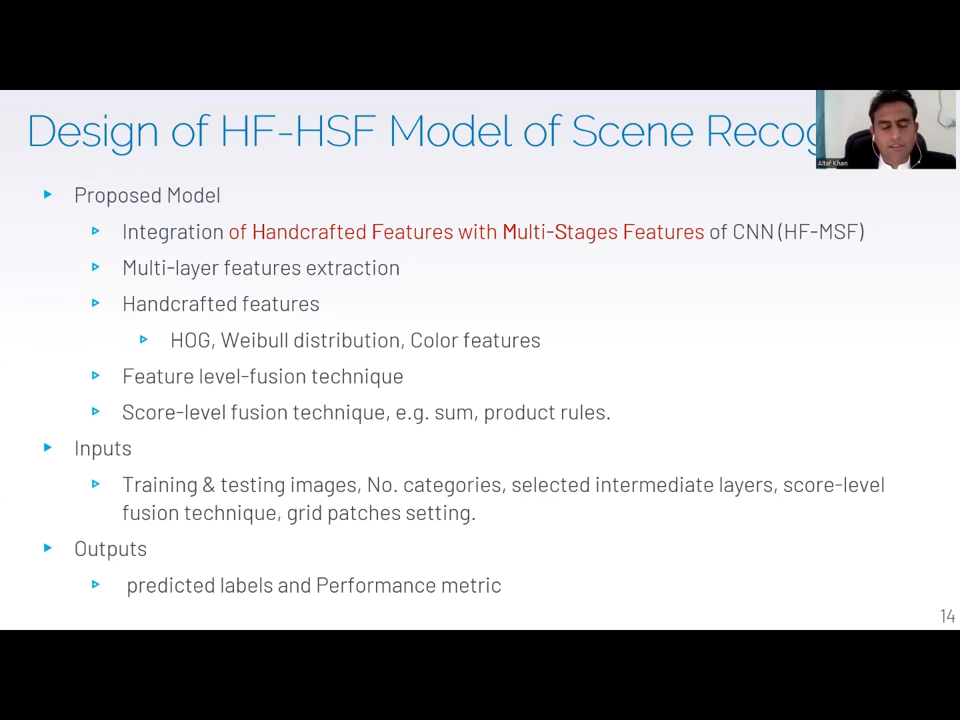 Design of HF-HSF Model of Scene Recog
Altaf Khan
Proposed Model
Integration of Handcrafted Features with Multi-Stages Features of CNN (HF-MSF)
Multi-layer features extraction
Handcrafted features
HOG, Weibull distribution, Color features
Feature level-fusion technique
Score-level fusion technique, e.g. sum, product rules.
Inputs
Training & testing images, No. categories, selected intermediate layers, score-level
fusion technique, grid patches setting.
Outputs
predicted labels and Performance metric
14